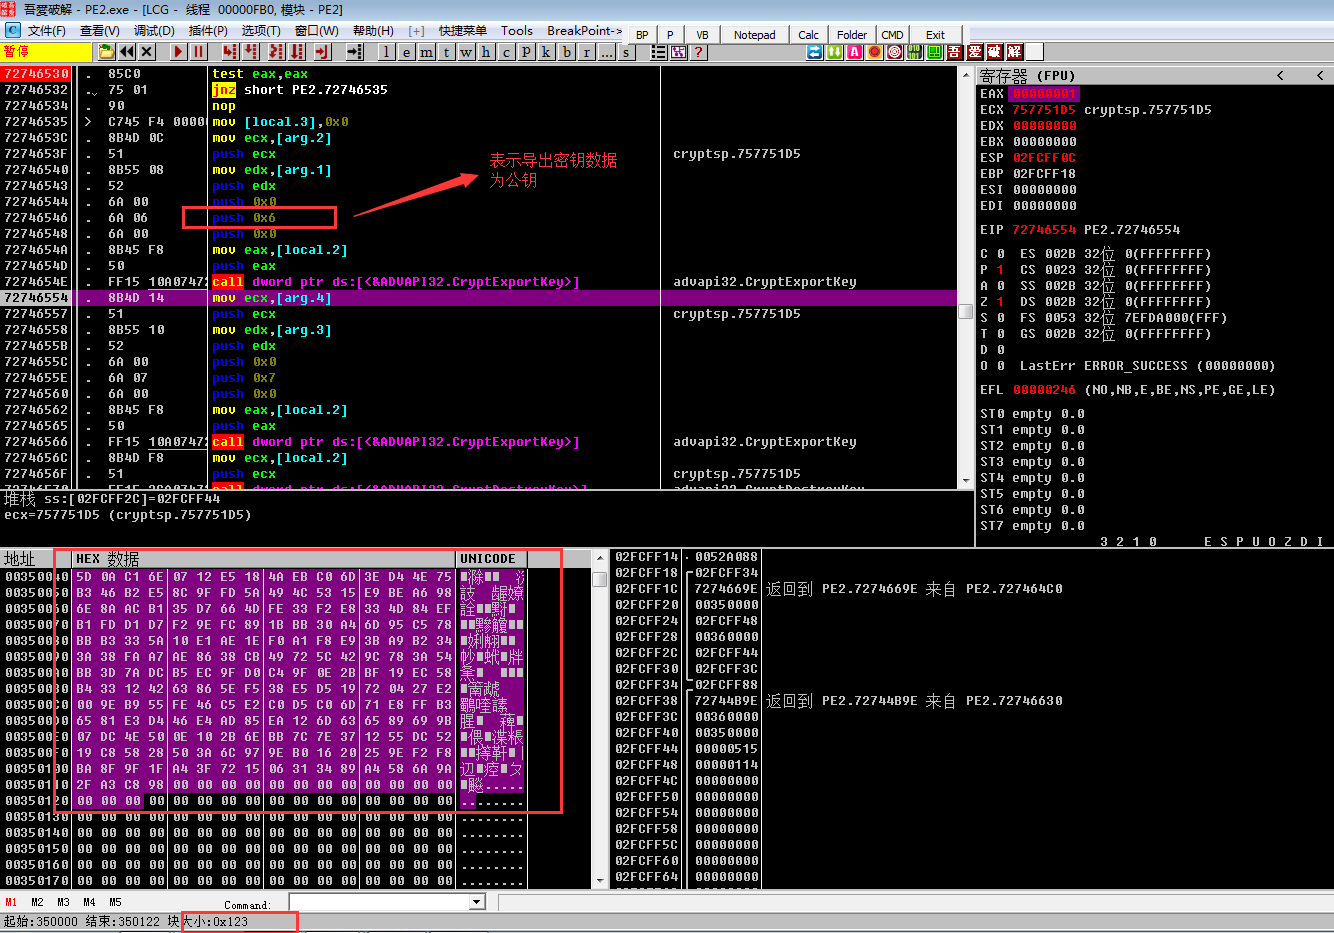 吾愛破解 - PE2.exe - [LCG - 线程 00000FB0, 模块 - PE2]
文件(F) 查看(V) 调试(D) 插件(P) 选项(T) 窗口(W) 帮助(H) [+] 快捷菜单 Tools BreakPoint-> BP P VB Notepad Calc Folder CMD Exit
暂停 l e m t w h c p k b r ... s ? 吾 爱 破 解
72746530 . 85C0 test eax,eax
72746532 . 75 01 jnz short PE2.72746535
72746534 . 90 nop
72746535 > C745 F4 0000 mov [local.3],0x0
7274653C . 8B4D 0C mov ecx,[arg.2]
7274653F . 51 push ecx cryptsp.757751D5
72746540 . 8B55 08 mov edx,[arg.1]
72746543 . 52 push edx
72746544 . 6A 00 push 0x0
72746546 . 6A 06 push 0x6
72746548 . 6A 00 push 0x0
7274654A . 8B45 F8 mov eax,[local.2]
7274654D . 50 push eax
7274654E . FF15 10A07472 call dword ptr ds:[<&ADVAPI32.CryptExportKey>] advapi32.CryptExportKey
72746554 . 8B4D 14 mov ecx,[arg.4]
72746557 . 51 push ecx cryptsp.757751D5
72746558 . 8B55 10 mov edx,[arg.3]
7274655B . 52 push edx
7274655C . 6A 00 push 0x0
7274655E . 6A 07 push 0x7
72746560 . 6A 00 push 0x0
72746562 . 8B45 F8 mov eax,[local.2]
72746565 . 50 push eax
72746566 . FF15 10A07472 call dword ptr ds:[<&ADVAPI32.CryptExportKey>] advapi32.CryptExportKey
7274656C . 8B4D F8 mov ecx,[local.2]
7274656F . 51 push ecx cryptsp.757751D5
表示导出密钥数据
为公钥
堆栈 ss:[02FCFF2C]=02FCFF44
ecx=757751D5 (cryptsp.757751D5)
寄存器 (FPU) < <
EAX 00000001
ECX 757751D5 cryptsp.757751D5
EDX 00000000
EBX 00000000
ESP 02FCFF0C
EBP 02FCFF18
ESI 00000000
EDI 00000000
EIP 72746554 PE2.72746554
C 0 ES 002B 32位 0(FFFFFFFF)
P 1 CS 0023 32位 0(FFFFFFFF)
A 0 SS 002B 32位 0(FFFFFFFF)
Z 1 DS 002B 32位 0(FFFFFFFF)
S 0 FS 0053 32位 7EFDA000(FFF)
T 0 GS 002B 32位 0(FFFFFFFF)
D 0
O 0 LastErr ERROR_SUCCESS (00000000)
EFL 00000246 (NO,NB,E,BE,NS,PE,GE,LE)
ST0 empty 0.0
ST1 empty 0.0
ST2 empty 0.0
ST3 empty 0.0
ST4 empty 0.0
ST5 empty 0.0
ST6 empty 0.0
ST7 empty 0.0
3 2 1 0 E S P U O Z D I
地址 HEX 数据 UNICODE
00350040 5D 0A C1 6E 07 12 E5 18 4A EB C0 6D 3E D4 4E 75
00350050 B3 46 B2 E5 8C 9F FD 5A 49 4C 53 15 E9 BE A6 98
00350060 6E 8A AC B1 35 D7 66 4D FE 33 F2 E8 33 4D 84 EF
00350070 B1 FD D1 D7 F2 9E FC 89 1B BB 30 A4 6D 95 C5 78
00350080 BB B3 33 5A 10 E1 AE 1E F0 A1 F8 E9 3B A9 B2 34
00350090 3A 38 FA A7 AE 86 38 CB 49 72 5C 42 9C 78 3A 54
003500A0 BB 3D 7A DC B5 EC 9F D0 C4 9F 0E 2B BF 19 EC 58
003500B0 B4 33 12 42 63 86 5E F5 38 E5 D5 19 72 04 27 E2
003500C0 00 9E B9 55 FE 46 C5 E2 C0 D5 C6 0D 71 E8 FF B3
003500D0 65 81 E3 D4 46 E4 AD 85 EA 12 6D 63 65 89 69 9B
003500E0 07 DC 4E 50 0E 10 2B 6E BB 7C 7E 37 12 55 DC 52
003500F0 19 C8 58 28 50 3A 6C 97 9E B0 16 20 25 9E F2 F8
00350100 BA 8F 9F 1F A4 3F 72 15 06 31 34 89 A4 58 6A 9A
00350110 2F A3 C8 98 00 00 00 00 00 00 00 00 00 00 00 00
00350120 00 00 00 00 00 00 00 00 00 00 00 00 00 00 00 00
00350130 00 00 00 00 00 00 00 00 00 00 00 00 00 00 00 00 ........
00350140 00 00 00 00 00 00 00 00 00 00 00 00 00 00 00 00 ........
00350150 00 00 00 00 00 00 00 00 00 00 00 00 00 00 00 00 ........
00350160 00 00 00 00 00 00 00 00 00 00 00 00 00 00 00 00 ........
00350170 00 00 00 00 00 00 00 00 00 00 00 00 00 00 00 00 ........
02FCFF14 0052A088
02FCFF18 02FCFF34
02FCFF1C 7274669E 返回到 PE2.7274669E 来自 PE2.727464C0
02FCFF20 00350000
02FCFF24 02FCFF48
02FCFF28 00360000
02FCFF2C 02FCFF44
02FCFF30 02FCFF3C
02FCFF34 02FCFF88
02FCFF38 72744B9E 返回到 PE2.72744B9E 来自 PE2.72746630
02FCFF3C 00360000
02FCFF40 00350000
02FCFF44 00000515
02FCFF48 00000114
02FCFF4C 00000000
02FCFF50 00000000
02FCFF54 00000000
02FCFF58 00000000
02FCFF5C 00000000
02FCFF60 00000000
02FCFF64 00000000
M1 M2 M3 M4 M5 Command:
起始:350000 结束:350122 块大小:0x123